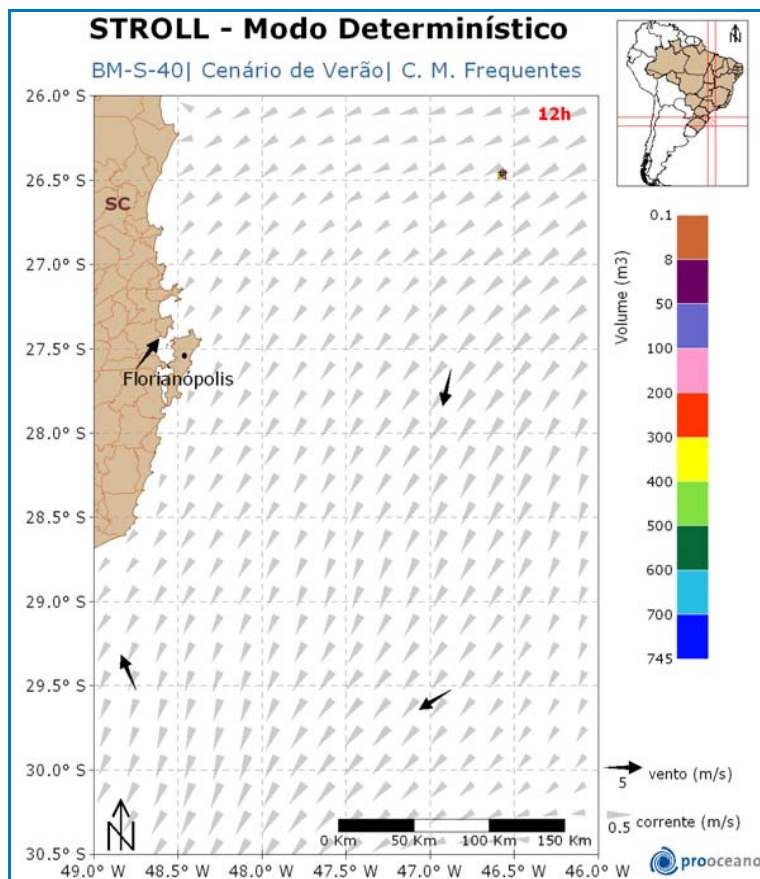 STROLL - Modo Determinístico
BM-S-40| Cenário de Verão| C. M. Frequentes
N
26.0° S
12h
26.5° S
SC
27.0° S
27.5° S
Florianópolis
28.0° S
28.5° S
29.0° S
29.5° S
30.0° S
30.5° S
N
0 Km 50 Km 100 Km 150 Km
49.0° W 48.5° W 48.0° W 47.5° W 47.0° W 46.5° W 46.0° W
Volume (m3)
0.1
8
50
100
200
300
400
500
600
700
745
5 vento (m/s)
0.5 corrente (m/s)
prooceano